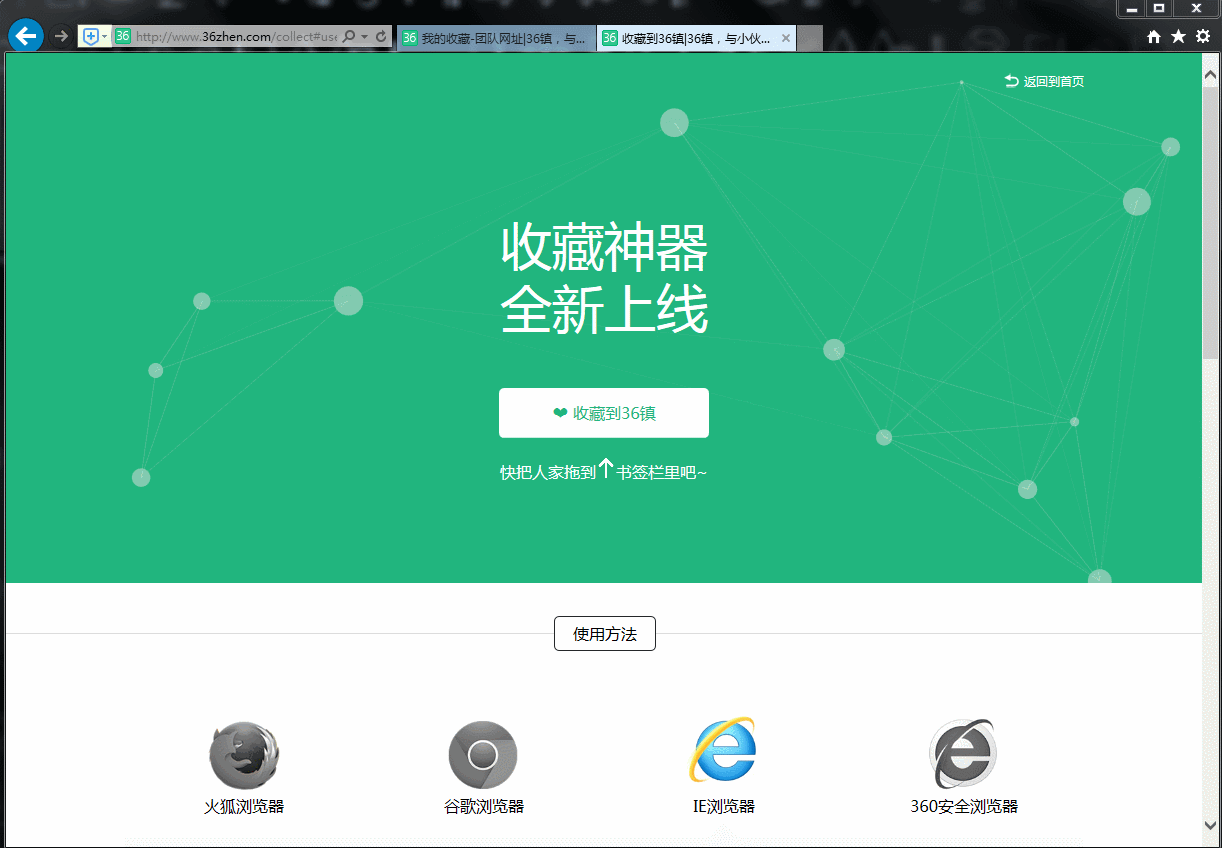 http://www.36zhen.com/collect#use
36 我的收藏-团队网址|36镇，与...
36 收藏到36镇|36镇，与小伙...
返回到首页
收藏神器
全新上线
❤ 收藏到36镇
快把人家拖到↑书签栏里吧~
使用方法
火狐浏览器
谷歌浏览器
IE浏览器
360安全浏览器